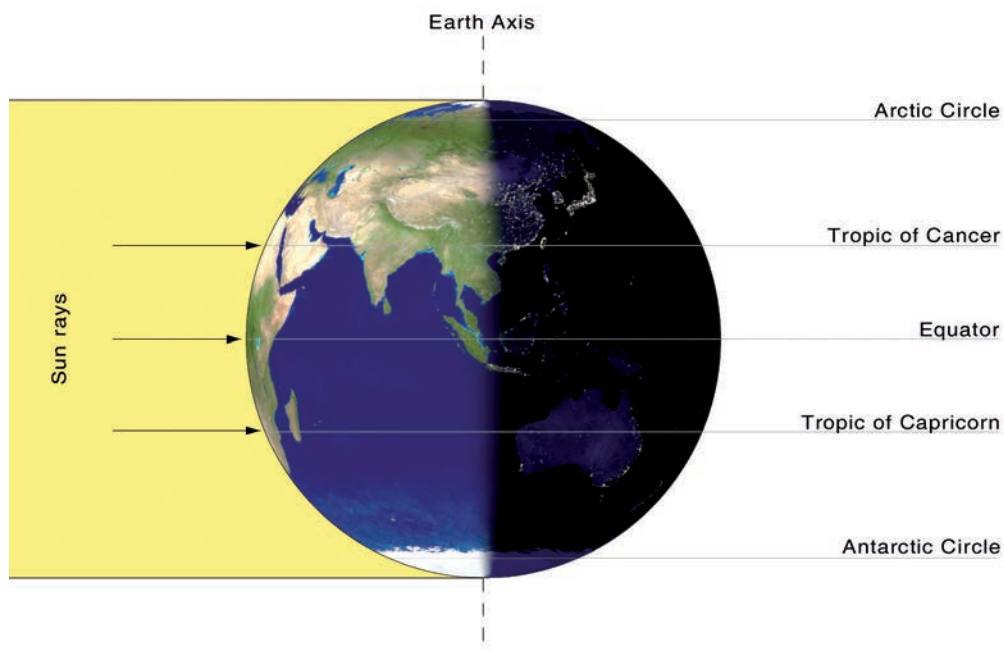 Earth Axis
Arctic Circle
Tropic of Cancer
Sun rays
Equator
Tropic of Capricorn
Antarctic Circle